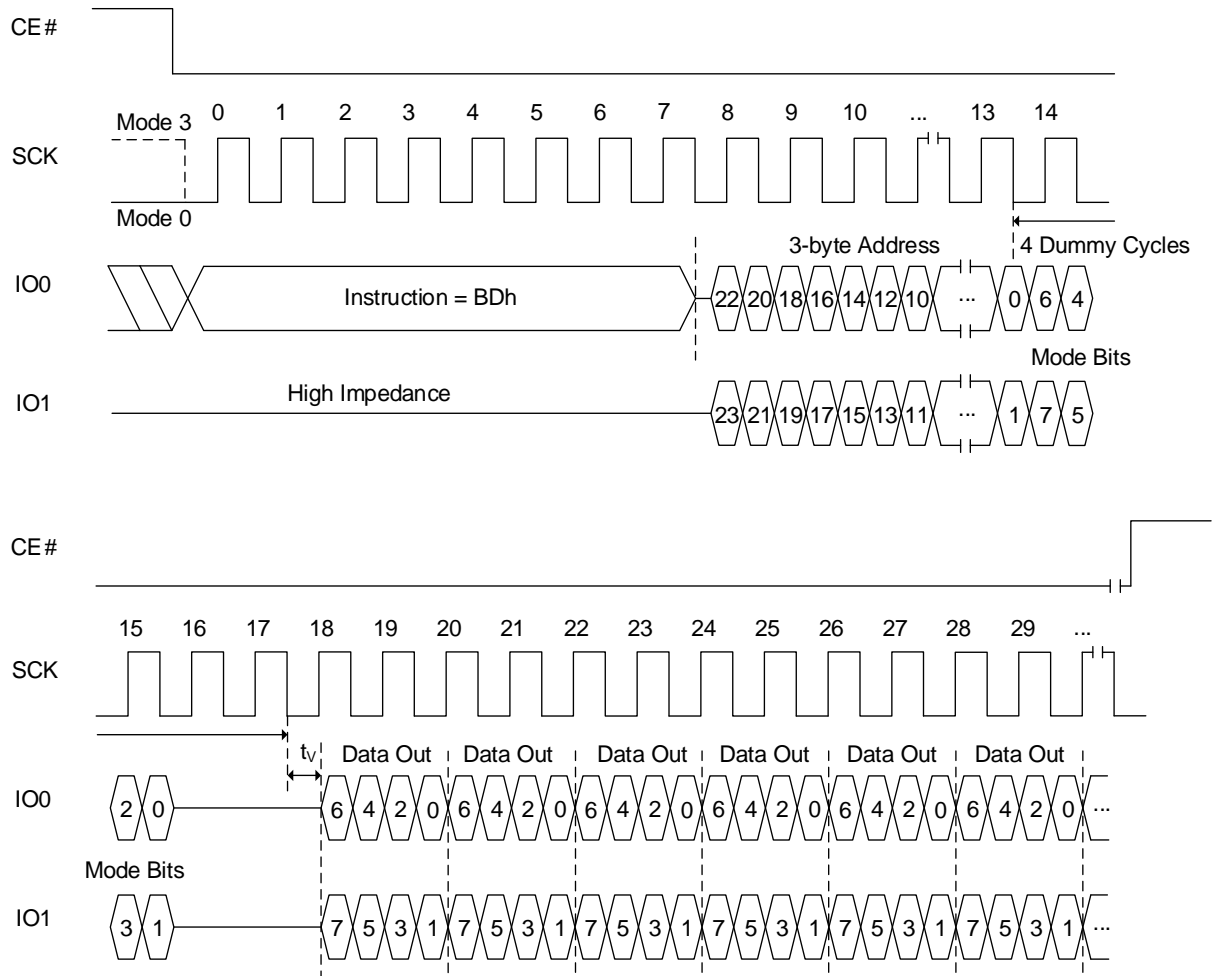 CE#
0 1 2 3 4 5 6 7 8 9 10 ... 13 14
Mode 3
SCK
Mode 0
3-byte Address 4 Dummy Cycles
IO0 Instruction = BDh 22 20 18 16 14 12 10 ... 0 6 4
Mode Bits
IO1 High Impedance 23 21 19 17 15 13 11 ... 1 7 5
CE#
15 16 17 18 19 20 21 22 23 24 25 26 27 28 29 ...
SCK
tV Data Out Data Out Data Out Data Out Data Out Data Out
IO0 2 0 6 4 2 0 6 4 2 0 6 4 2 0 6 4 2 0 6 4 2 0 6 4 2 0 ...
Mode Bits
IO1 3 1 7 5 3 1 7 5 3 1 7 5 3 1 7 5 3 1 7 5 3 1 7 5 3 1 ...